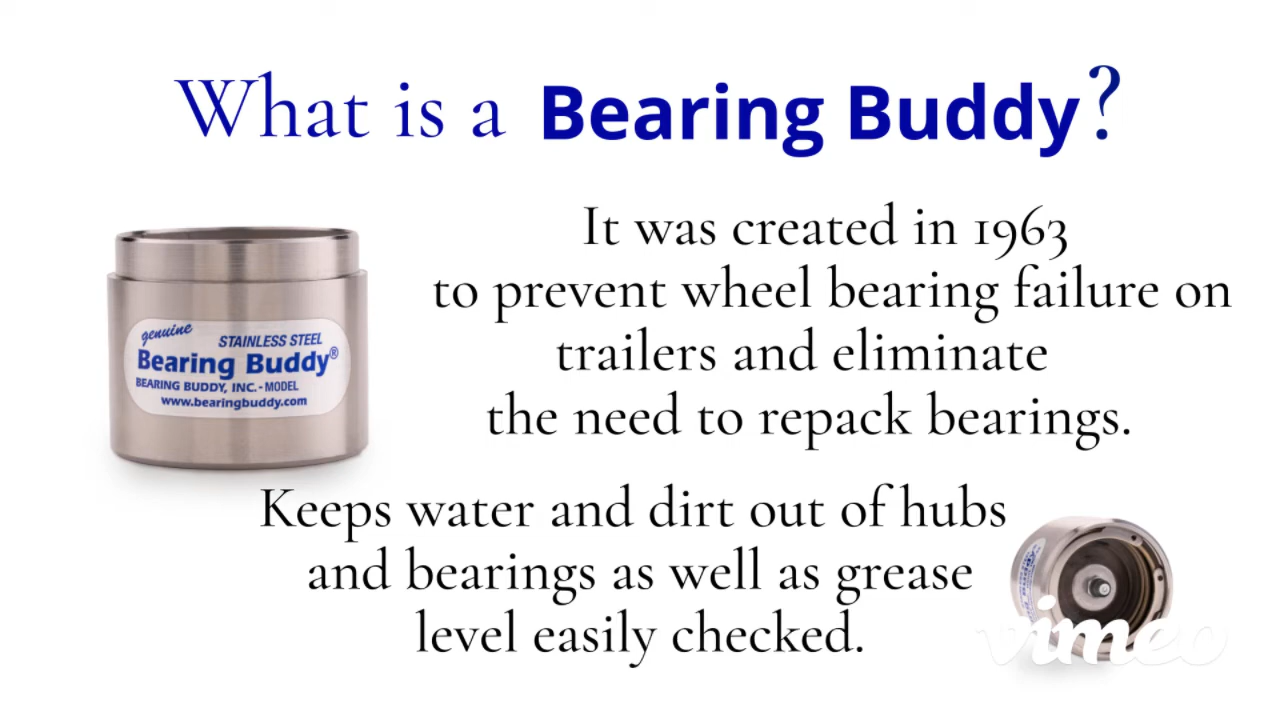 What is a Bearing Buddy?
It was created in 1963
to prevent wheel bearing failure on
trailers and eliminate
the need to repack bearings.
genuine
STAINLESS STEEL
Bearing Buddy®
BEARING BUDDY, INC. - MODEL
www.bearingbuddy.com
Keeps water and dirt out of hubs
and bearings as well as grease
level easily checked.
vimeo